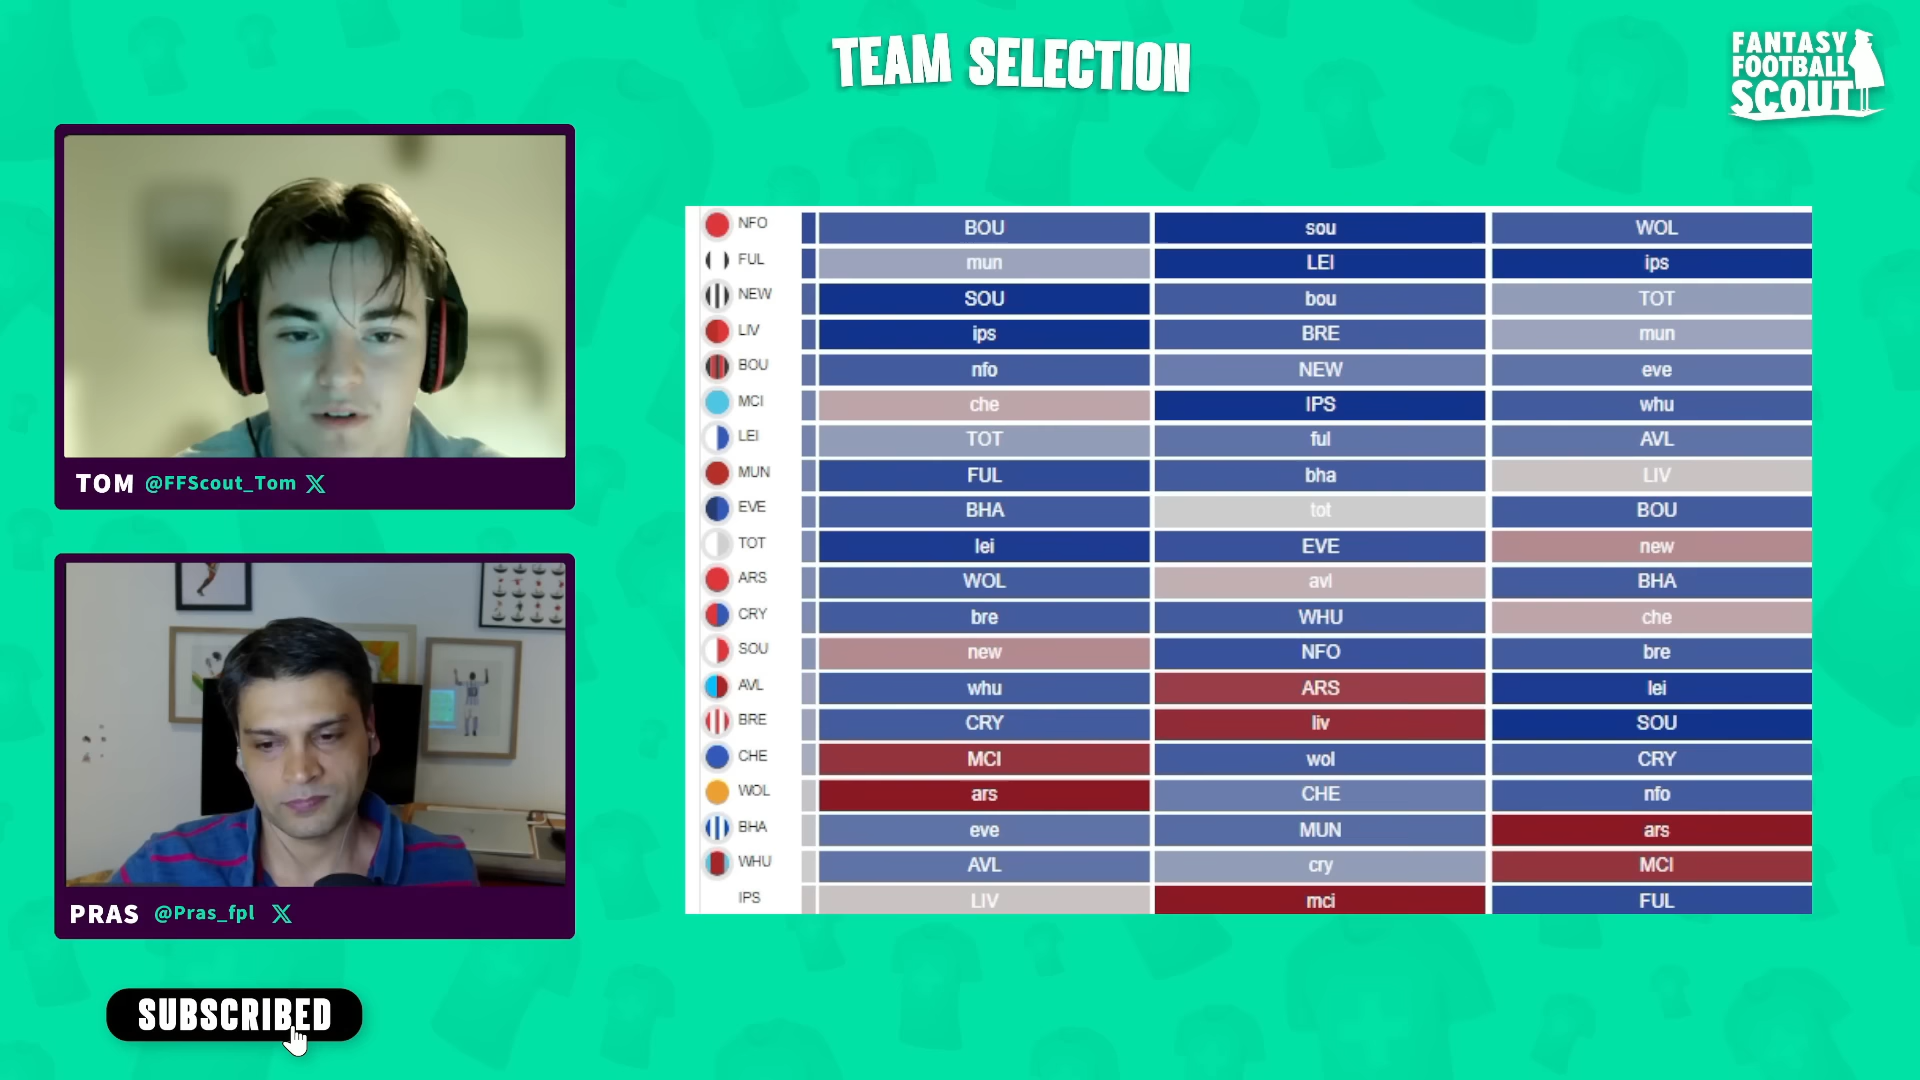 TEAM SELECTION
FANTASY
FOOTBALL
SCOUT
TOM @FFScout_Tom X
PRAS @Pras_fpl X
SUBSCRIBED
NFO BOU sou WOL
FUL mun LEI ips
NEW SOU bou TOT
LIV ips BRE mun
BOU nfo NEW eve
MCI che IPS whu
LEI TOT ful AVL
MUN FUL bha LIV
EVE BHA tot BOU
TOT lei EVE new
ARS WOL avl BHA
CRY bre WHU che
SOU new NFO bre
AVL whu ARS lei
BRE CRY liv SOU
CHE MCI wol CRY
WOL ars CHE nfo
BHA eve MUN ars
WHU AVL cry MCI
IPS LIV mci FUL